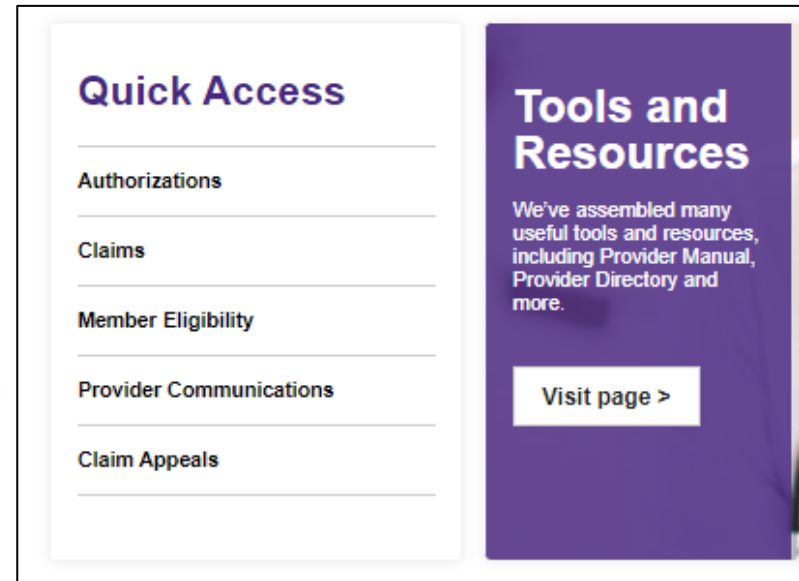 Quick Access
Authorizations
Claims
Member Eligibility
Provider Communications
Claim Appeals
Tools and
Resources
We've assembled many
useful tools and resources,
including Provider Manual,
Provider Directory and
more.
Visit page >